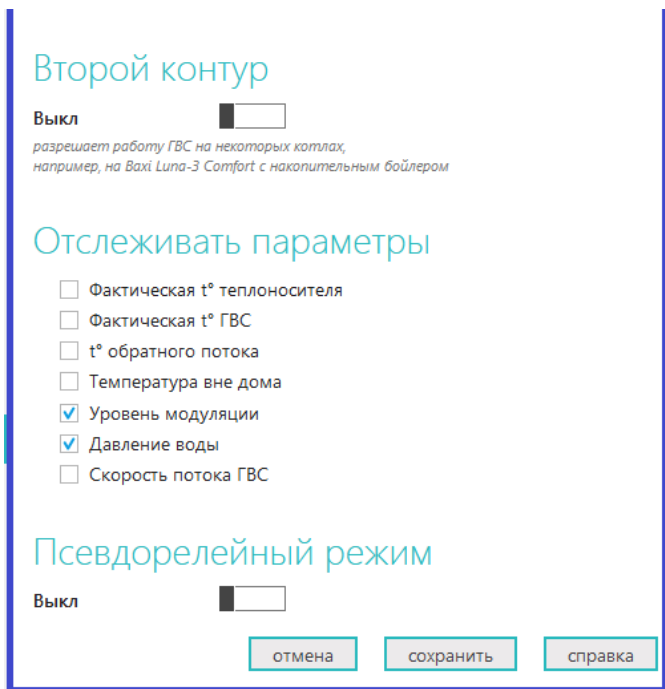 Второй контур
Выкл
разрешает работу ГВС на некоторых котлах,
например, на Baxi Luna-3 Comfort с накопительным бойлером
Отслеживать параметры
Фактическая t° теплоносителя
Фактическая t° ГВС
t° обратного потока
Температура вне дома
Уровень модуляции
Давление воды
Скорость потока ГВС
Псевдорелейный режим
Выкл
отмена сохранить справка